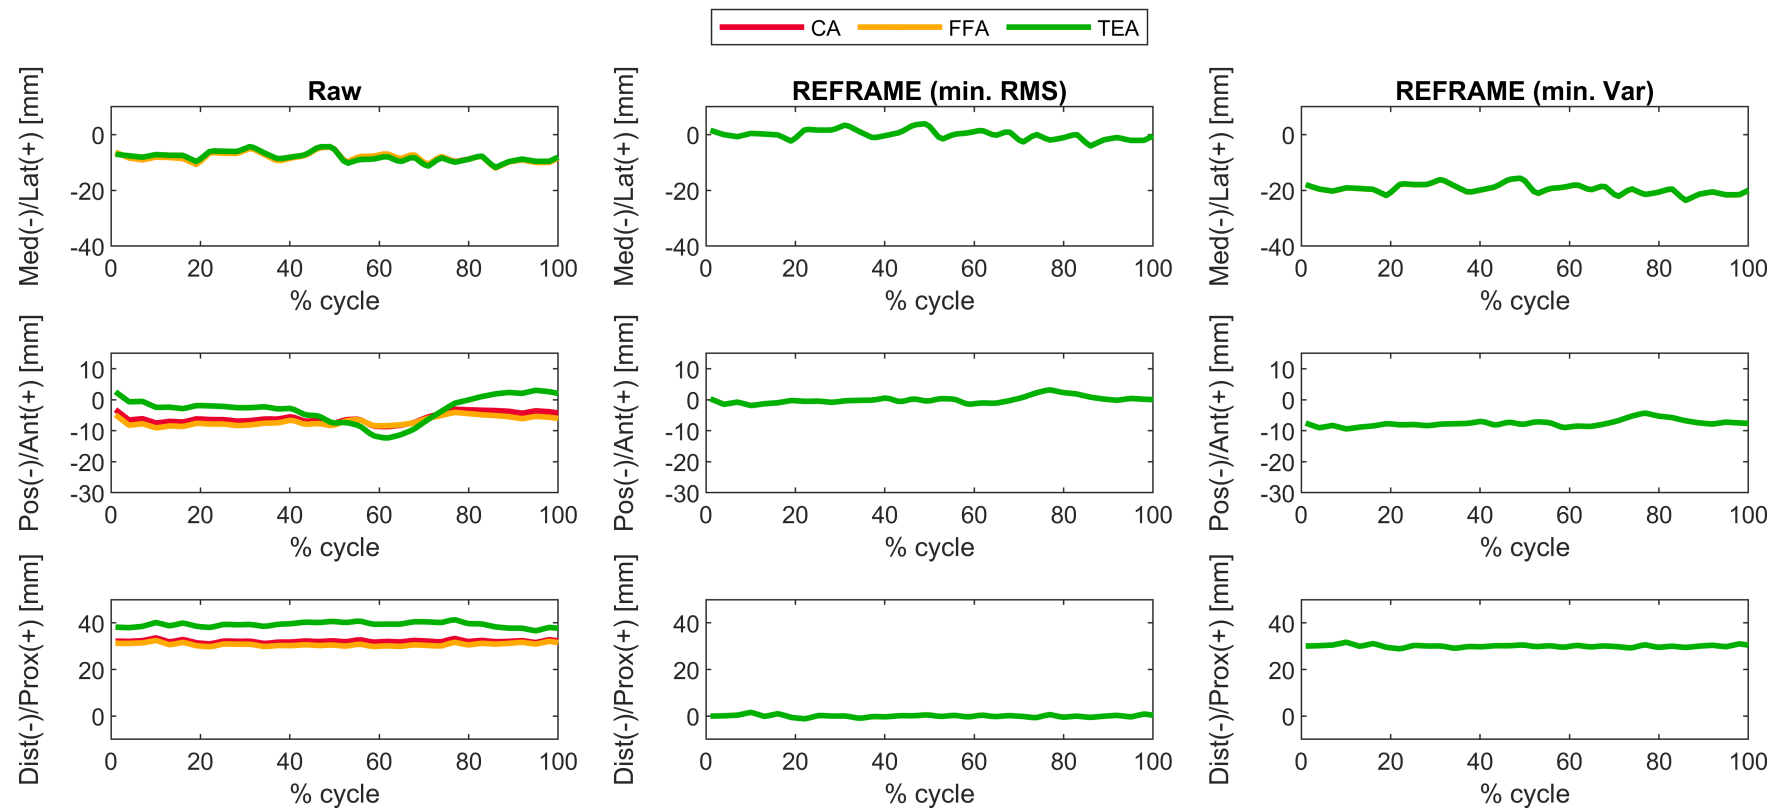 CA FFA TEA
Raw REFRAME (min. RMS) REFRAME (min. Var)
Med(-)/Lat(+) [mm]
0
-20
-40
0 20 40 60 80 100
% cycle
Med(-)/Lat(+) [mm]
0
-20
-40
0 20 40 60 80 100
% cycle
Med(-)/Lat(+) [mm]
0
-20
-40
0 20 40 60 80 100
% cycle
Pos(-)/Ant(+) [mm]
10
0
-10
-20
-30
0 20 40 60 80 100
% cycle
Pos(-)/Ant(+) [mm]
10
0
-10
-20
-30
0 20 40 60 80 100
% cycle
Pos(-)/Ant(+) [mm]
10
0
-10
-20
-30
0 20 40 60 80 100
% cycle
Dist(-)/Prox(+) [mm]
40
20
0
0 20 40 60 80 100
% cycle
Dist(-)/Prox(+) [mm]
40
20
0
0 20 40 60 80 100
% cycle
Dist(-)/Prox(+) [mm]
40
20
0
0 20 40 60 80 100
% cycle